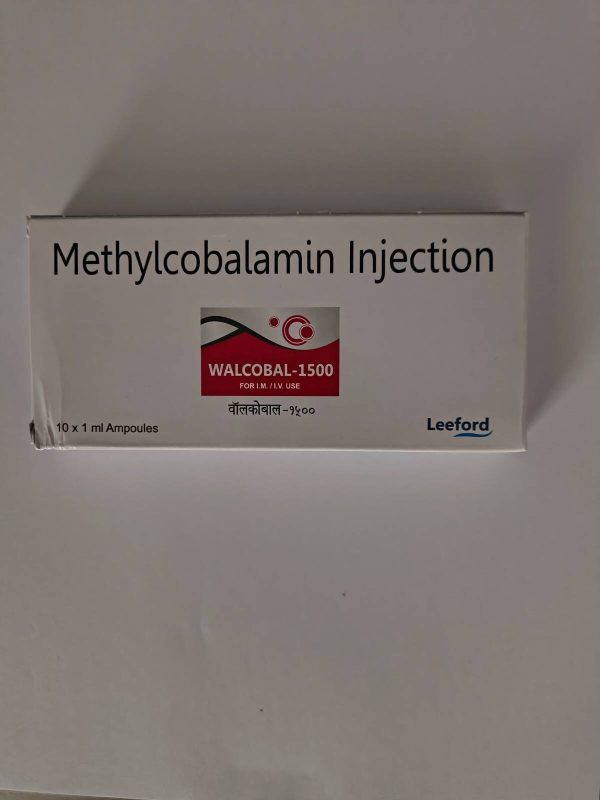 Methylcobalamin Injection
WALCOBAL-1500
FOR I.M. / I.V. USE
वॉलकोबाल-१५००
10 x 1 ml Ampoules
Leeford